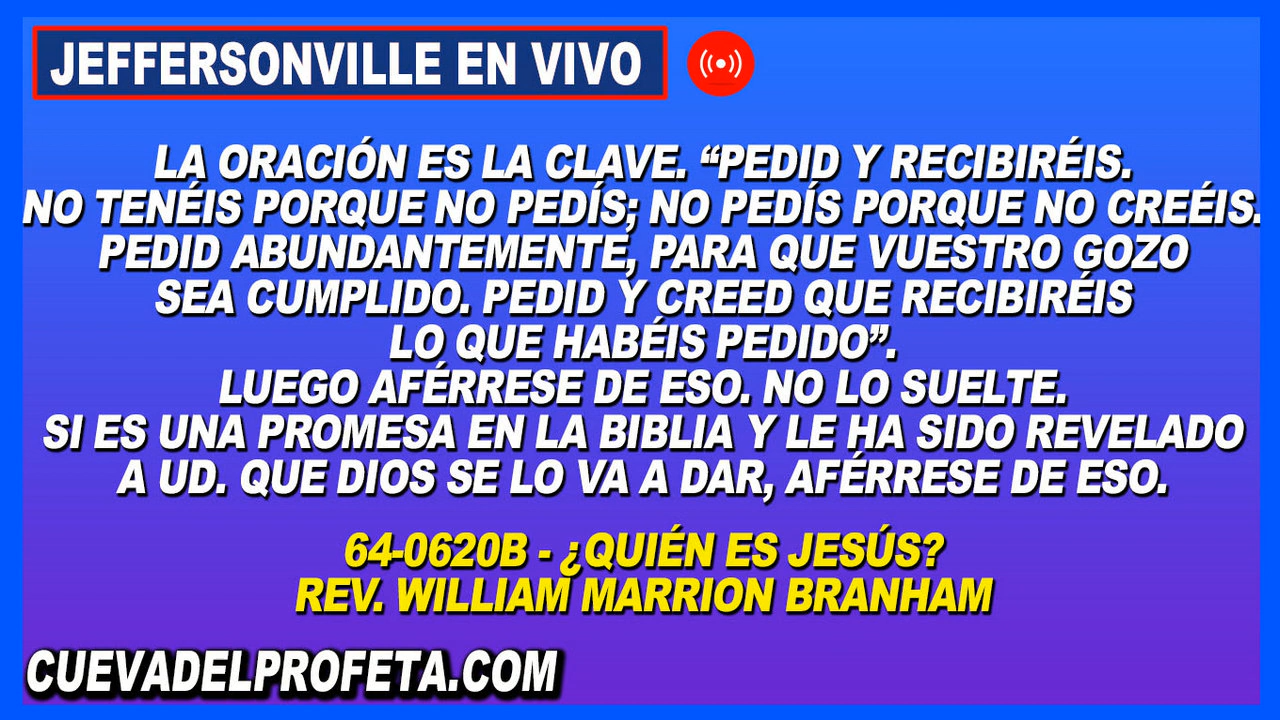 JEFFERSONVILLE EN VIVO
LA ORACIÓN ES LA CLAVE. “PEDID Y RECIBIRÉIS.
NO TENÉIS PORQUE NO PEDÍS; NO PEDÍS PORQUE NO CREÉIS.
PEDID ABUNDANTEMENTE, PARA QUE VUESTRO GOZO
SEA CUMPLIDO. PEDID Y CREED QUE RECIBIRÉIS
LO QUE HABÉIS PEDIDO”.
LUEGO AFÉRRESE DE ESO. NO LO SUELTE.
SI ES UNA PROMESA EN LA BIBLIA Y LE HA SIDO REVELADO
A UD. QUE DIOS SE LO VA A DAR, AFÉRRESE DE ESO.
64-0620B - ¿QUIÉN ES JESÚS?
REV. WILLIAM MARRION BRANHAM
CUEVADELPROFETA.COM